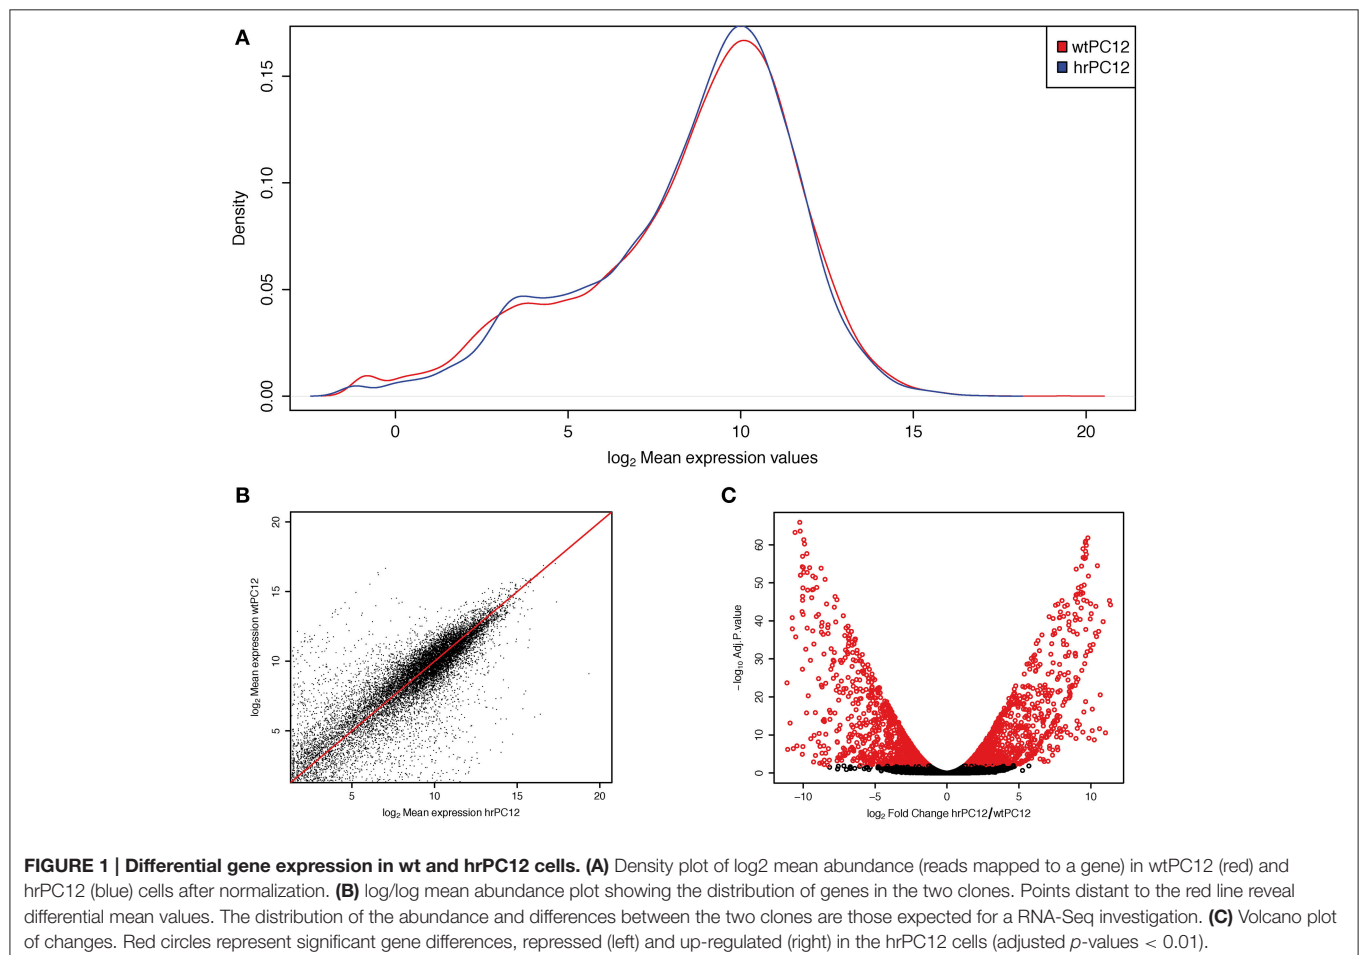 A
wtPC12
hrPC12
Density
0.15
0.10
0.05
0.00
0 5 10 15 20
log2 Mean expression values
B
log2 Mean expression wtPC12
20
15
10
5
5 10 15 20
log2 Mean expression hrPC12
C
−log10 Adj.P.value
60
50
40
30
20
10
0
−10 −5 0 5 10
log2 Fold Change hrPC12/wtPC12
FIGURE 1 | Differential gene expression in wt and hrPC12 cells. (A) Density plot of log2 mean abundance (reads mapped to a gene) in wtPC12 (red) and
hrPC12 (blue) cells after normalization. (B) log/log mean abundance plot showing the distribution of genes in the two clones. Points distant to the red line reveal
differential mean values. The distribution of the abundance and differences between the two clones are those expected for a RNA-Seq investigation. (C) Volcano plot
of changes. Red circles represent significant gene differences, repressed (left) and up-regulated (right) in the hrPC12 cells (adjusted p-values < 0.01).